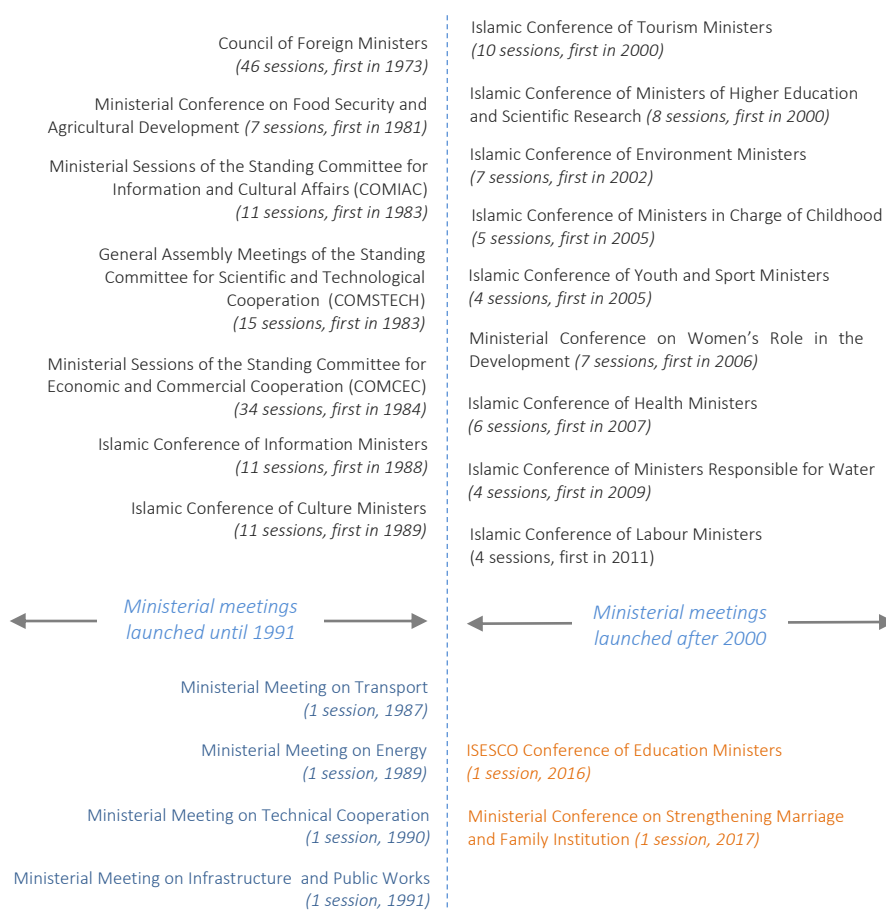 Council of Foreign Ministers
(46 sessions, first in 1973)
Ministerial Conference on Food Security and
Agricultural Development (7 sessions, first in 1981)
Ministerial Sessions of the Standing Committee for
Information and Cultural Affairs (COMIAC)
(11 sessions, first in 1983)
General Assembly Meetings of the Standing
Committee for Scientific and Technological
Cooperation (COMSTECH)
(15 sessions, first in 1983)
Ministerial Sessions of the Standing Committee for
Economic and Commercial Cooperation (COMCEC)
(34 sessions, first in 1984)
Islamic Conference of Information Ministers
(11 sessions, first in 1988)
Islamic Conference of Culture Ministers
(11 sessions, first in 1989)
Islamic Conference of Tourism Ministers
(10 sessions, first in 2000)
Islamic Conference of Ministers of Higher Education
and Scientific Research (8 sessions, first in 2000)
Islamic Conference of Environment Ministers
(7 sessions, first in 2002)
Islamic Conference of Ministers in Charge of Childhood
(5 sessions, first in 2005)
Islamic Conference of Youth and Sport Ministers
(4 sessions, first in 2005)
Ministerial Conference on Women's Role in the
Development (7 sessions, first in 2006)
Islamic Conference of Health Ministers
(6 sessions, first in 2007)
Islamic Conference of Ministers Responsible for Water
(4 sessions, first in 2009)
Islamic Conference of Labour Ministers
(4 sessions, first in 2011)
Ministerial meetings
launched until 1991
Ministerial meetings
launched after 2000
Ministerial Meeting on Transport
(1 session, 1987)
Ministerial Meeting on Energy
(1 session, 1989)
Ministerial Meeting on Technical Cooperation
(1 session, 1990)
Ministerial Meeting on Infrastructure and Public Works
(1 session, 1991)
ISESCO Conference of Education Ministers
(1 session, 2016)
Ministerial Conference on Strengthening Marriage
and Family Institution (1 session, 2017)